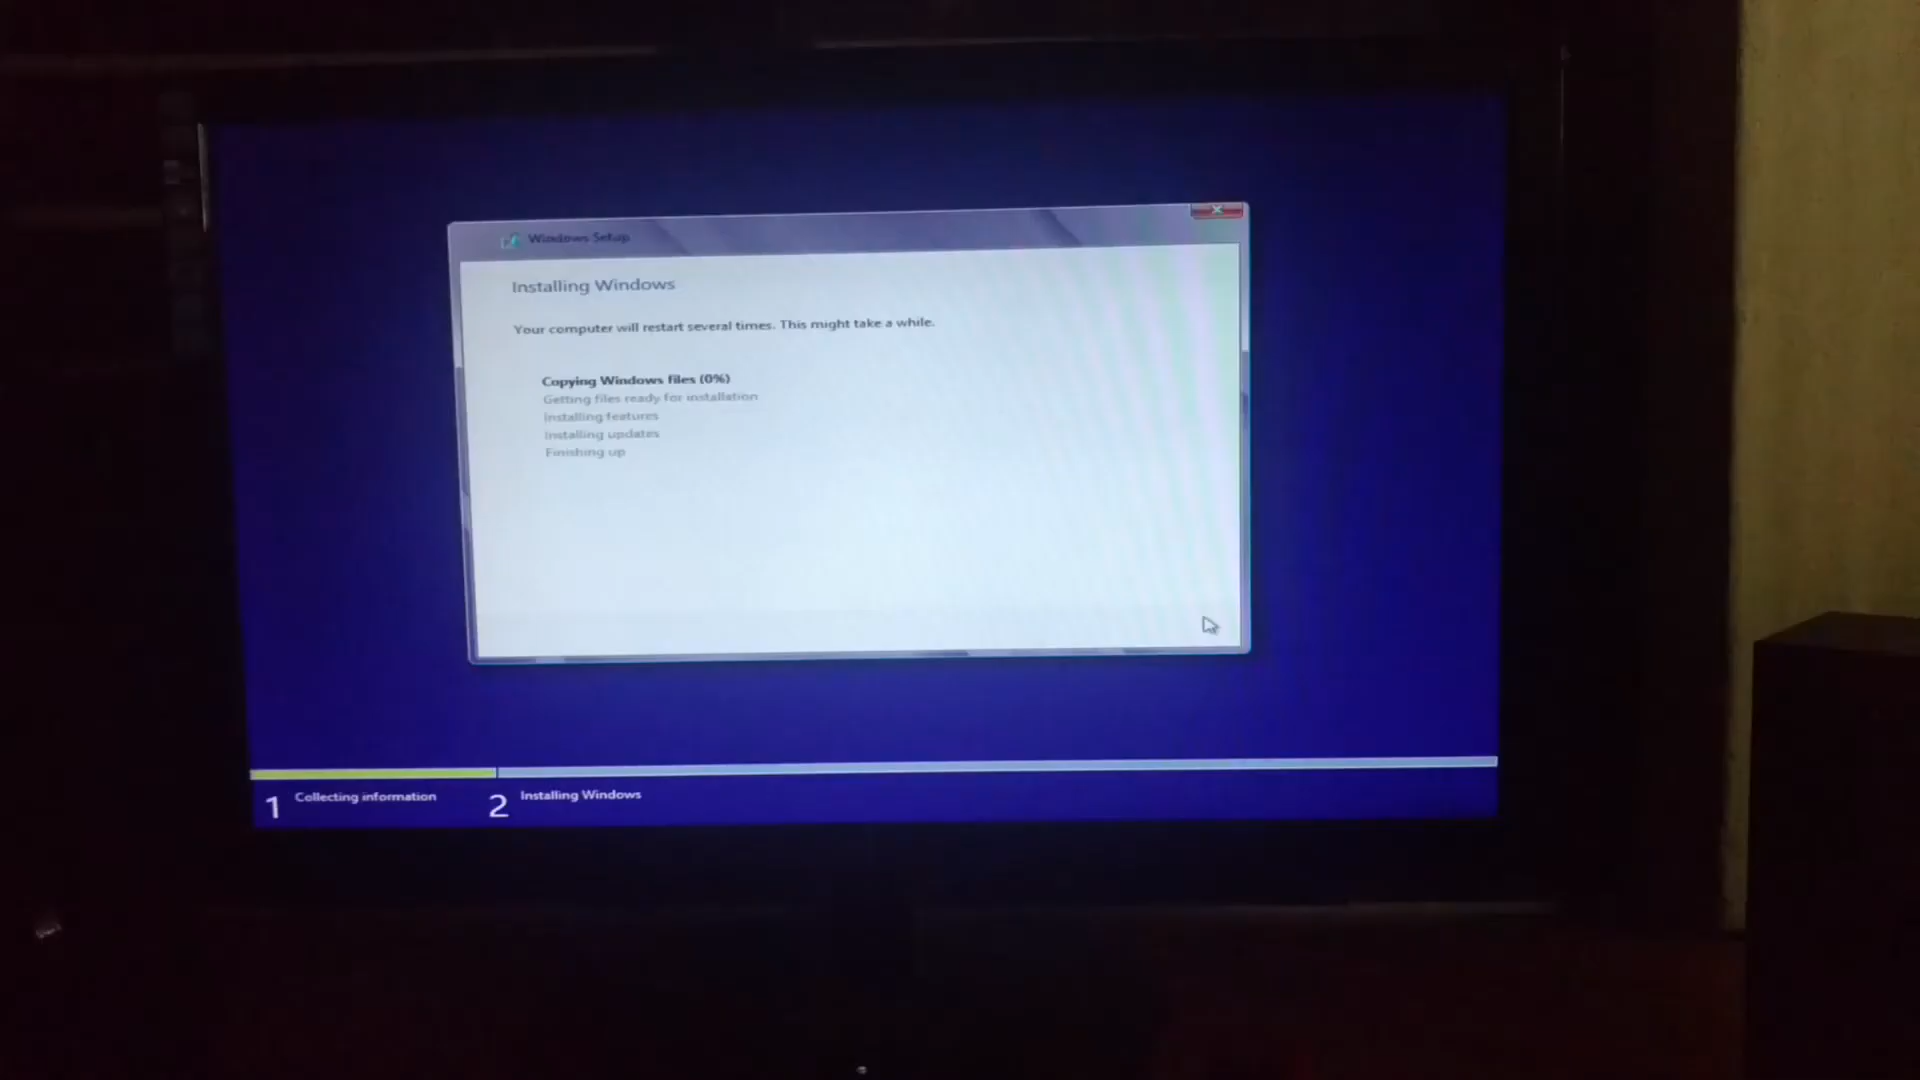 Windows Setup
Installing Windows
Your computer will restart several times. This might take a while.
Copying Windows files (0%)
Getting files ready for installation
Installing features
Installing updates
Finishing up
1 Collecting information
2 Installing Windows